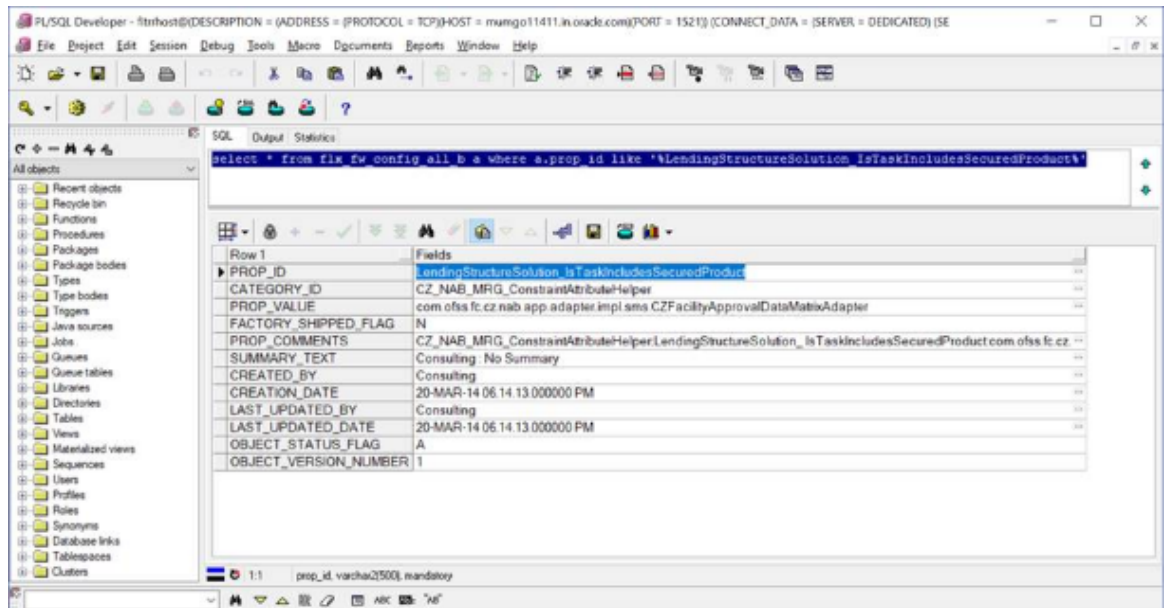 PL/SQL Developer - fitrrhost@(DESCRIPTION = (ADDRESS = (PROTOCOL = TCP)(HOST = mumgo11411.in.oracle.com)(PORT = 1521)) (CONNECT_DATA = (SERVER = DEDICATED) (SE
File Project Edit Session Debug Tools Macro Documents Reports Window Help
SQL Output Statistics
All objects
select * from flx_fw_config_all_b a where a.prop_id like '%LendingStructureSolution_IsTaskIncludesSecuredProduct%'
Recent objects
Recycle bin
Functions
Procedures
Packages
Package bodies
Types
Type bodies
Triggers
Java sources
Jobs
Queues
Queue tables
Libraries
Directories
Tables
Views
Materialized views
Sequences
Users
Profiles
Roles
Synonyms
Database links
Tablespaces
Clusters
Row 1 Fields
PROP_ID LendingStructureSolution_IsTaskIncludesSecuredProduct
CATEGORY_ID CZ_NAB_MRG_ConstraintAttributeHelper
PROP_VALUE com.ofss.fc.cz.nab.app.adapter.impl.sms.CZFacilityApprovalDataMatrixAdapter
FACTORY_SHIPPED_FLAG N
PROP_COMMENTS CZ_NAB_MRG_ConstraintAttributeHelper.LendingStructureSolution_ IsTaskIncludesSecuredProduct:com.ofss.fc.cz. ...
SUMMARY_TEXT Consulting : No Summary
CREATED_BY Consulting
CREATION_DATE 20-MAR-14 06.14.13.000000 PM
LAST_UPDATED_BY Consulting
LAST_UPDATED_DATE 20-MAR-14 06.14.13.000000 PM
OBJECT_STATUS_FLAG A
OBJECT_VERSION_NUMBER 1
1:1 prop_id, varchar2(500), mandatory
ABC "AB"